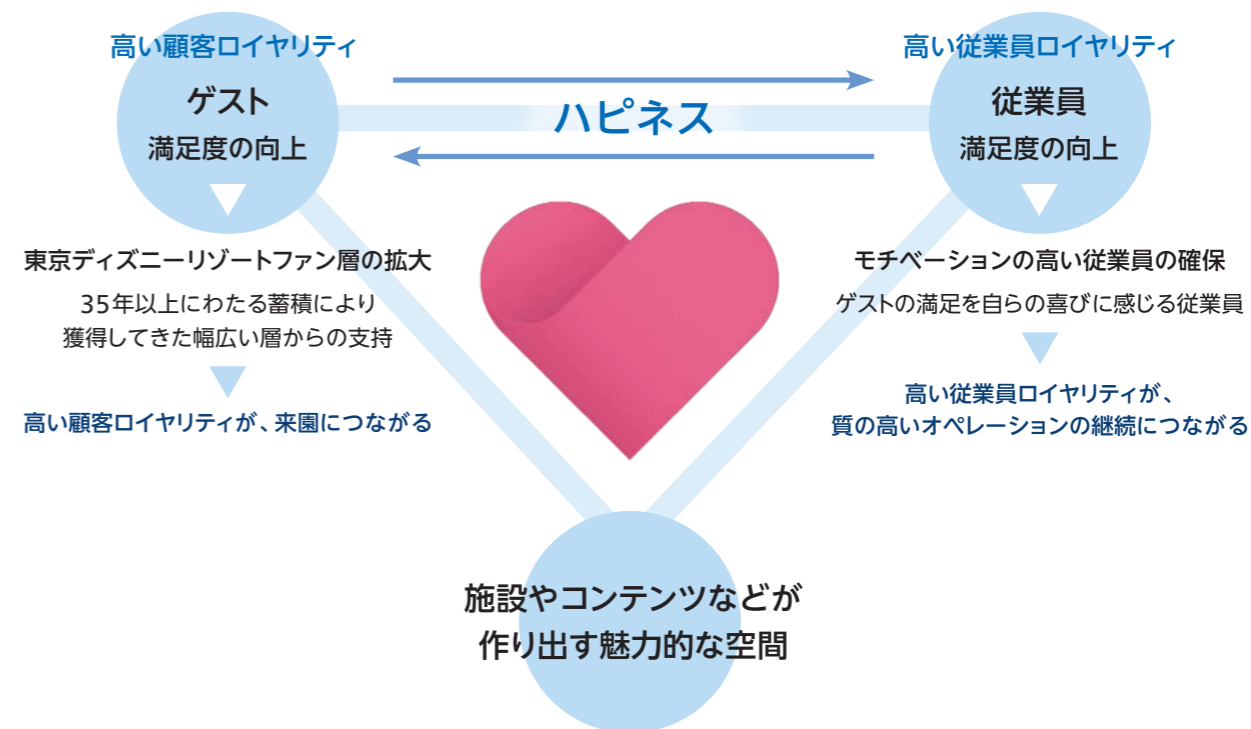 高い顧客ロイヤリティ
ゲスト
満足度の向上
東京ディズニーリゾートファン層の拡大
35年以上にわたる蓄積により
獲得してきた幅広い層からの支持
高い顧客ロイヤリティが、来園につながる
ハピネス
高い従業員ロイヤリティ
従業員
満足度の向上
モチベーションの高い従業員の確保
ゲストの満足を自らの喜びに感じる従業員
高い従業員ロイヤリティが、
質の高いオペレーションの継続につながる
施設やコンテンツなどが
作り出す魅力的な空間